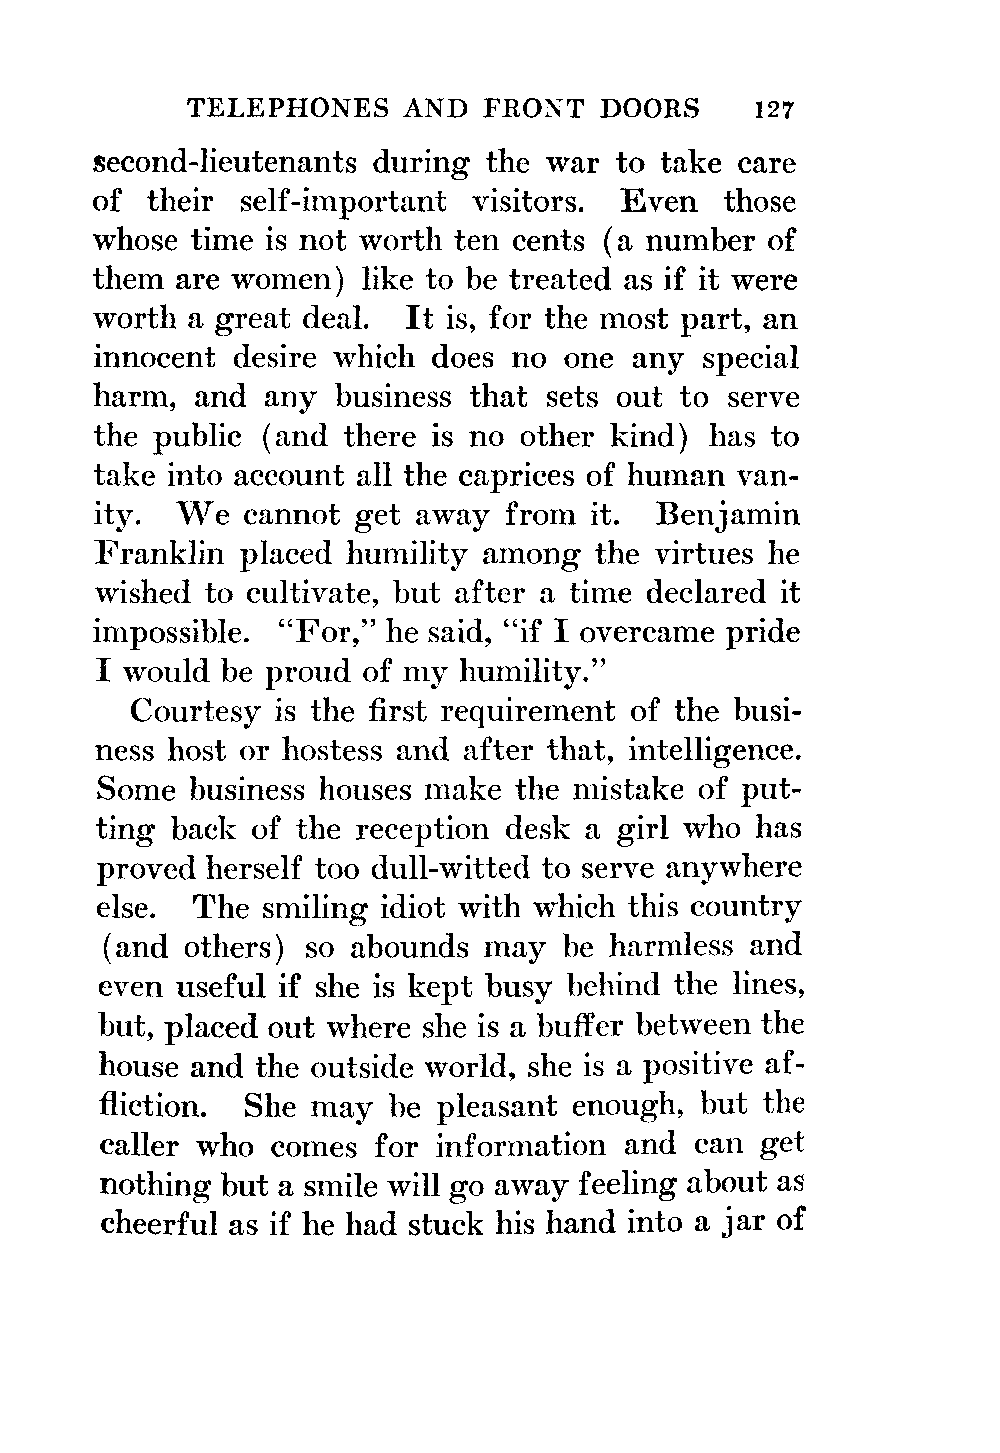 TELEPHONES AND FRONT DOORS 127
second-lieutenants during the war to take care
of their self-important visitors. Even those
whose time is not worth ten cents (a number of
them are women) like to be treated as if it were
worth a great deal. It is, for the most part, an
innocent desire which does no one any special
harm, and any business that sets out to serve
the public (and there is no other kind) has to
take into account all the caprices of human van-
ity. We cannot get away from it. Benjamin
Franklin placed humility among the virtues he
wished to cultivate, but after a time declared it
impossible. “For,” he said, “if I overcame pride
I would be proud of my humility.”
Courtesy is the first requirement of the busi-
ness host or hostess and after that, intelligence.
Some business houses make the mistake of put-
ting back of the reception desk a girl who has
proved herself too dull-witted to serve anywhere
else. The smiling idiot with which this country
(and others) so abounds may be harmless and
even useful if she is kept busy behind the lines,
but, placed out where she is a buffer between the
house and the outside world, she is a positive af-
fliction. She may be pleasant enough, but the
caller who comes for information and can get
nothing but a smile will go away feeling about as
cheerful as if he had stuck his hand into a jar of